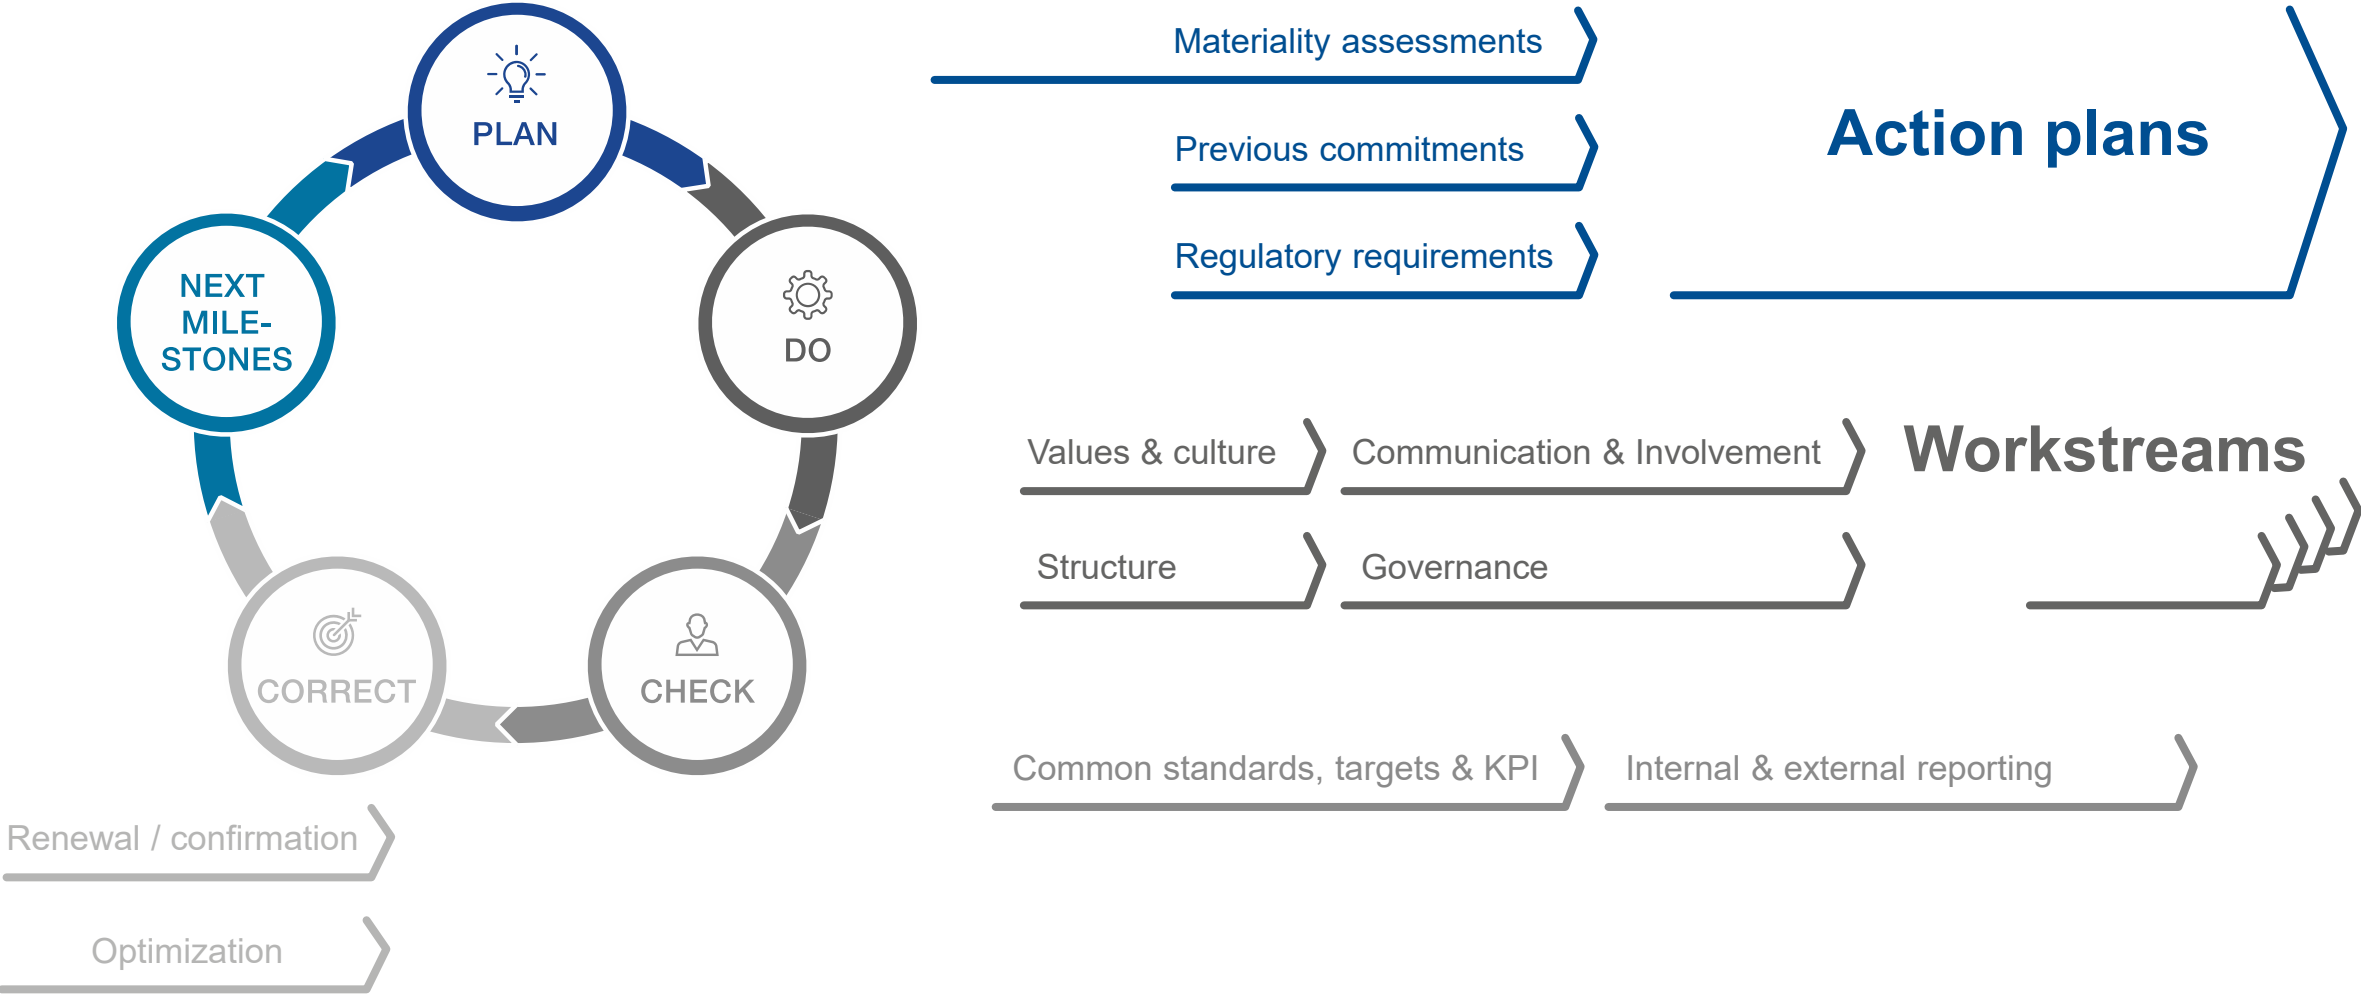 PLAN
DO
CHECK
CORRECT
NEXT
MILE-
STONES
Materiality assessments
Previous commitments
Regulatory requirements
Action plans
Values & culture
Communication & Involvement
Structure
Governance
Workstreams
Common standards, targets & KPI
Internal & external reporting
Renewal / confirmation
Optimization